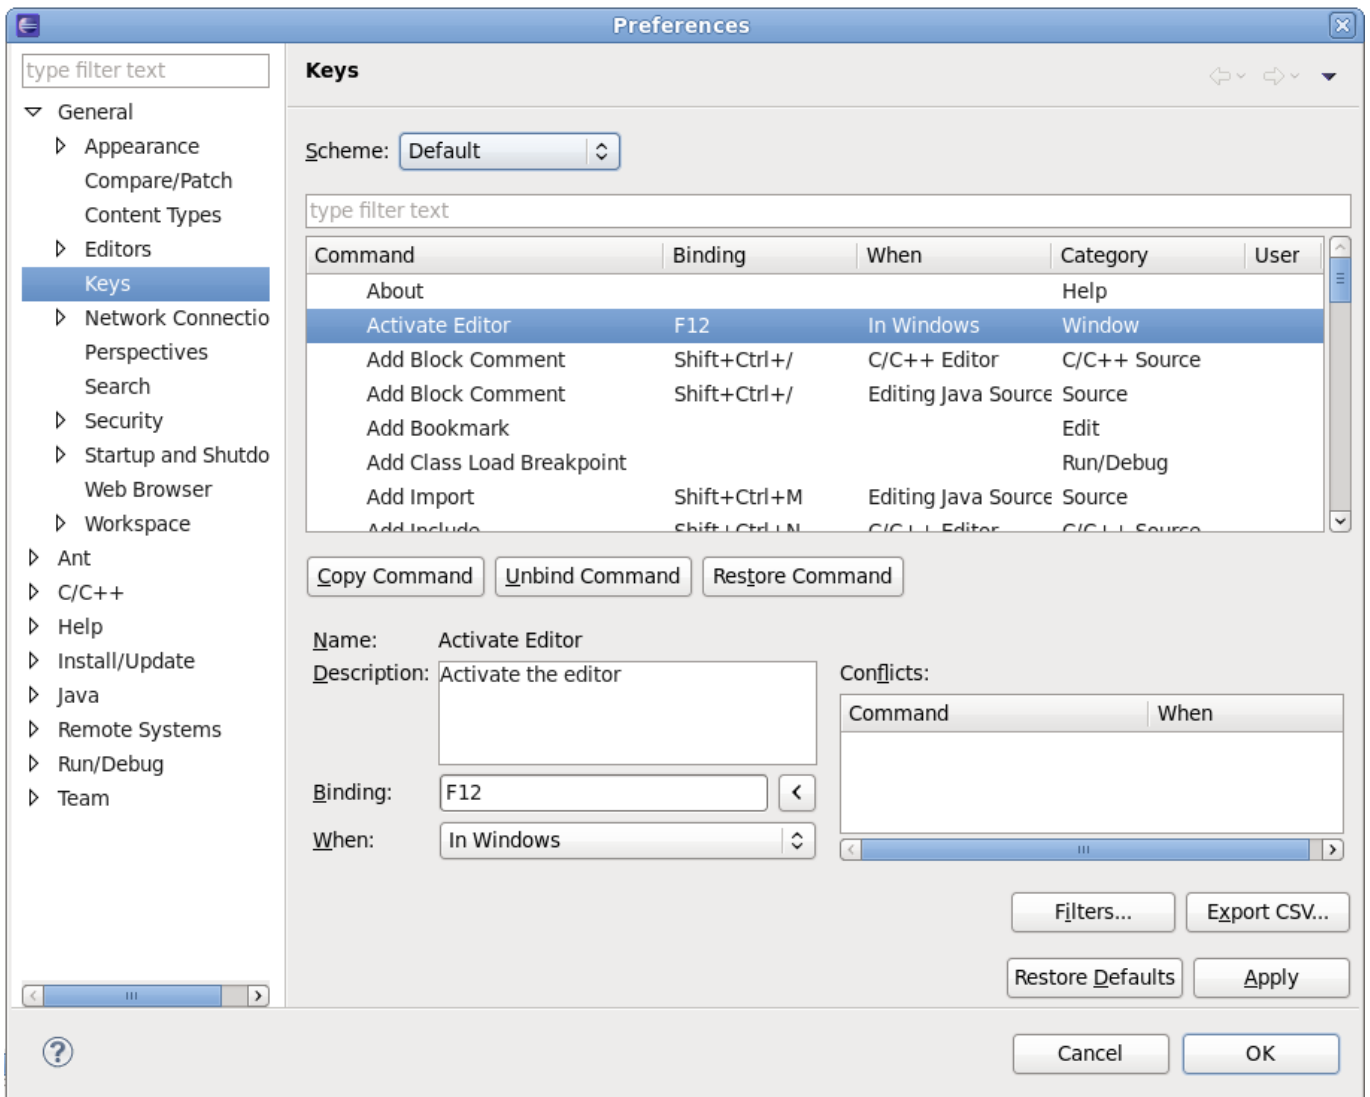 Preferences
type filter text
General
Appearance
Compare/Patch
Content Types
Editors
Keys
Network Connectio
Perspectives
Search
Security
Startup and Shutdo
Web Browser
Workspace
Ant
C/C++
Help
Install/Update
Java
Remote Systems
Run/Debug
Team
Keys
Scheme: Default
type filter text
Command Binding When Category User
About Help
Activate Editor F12 In Windows Window
Add Block Comment Shift+Ctrl+/ C/C++ Editor C/C++ Source
Add Block Comment Shift+Ctrl+/ Editing Java Source Source
Add Bookmark Edit
Add Class Load Breakpoint Run/Debug
Add Import Shift+Ctrl+M Editing Java Source Source
Add Include Shift+Ctrl+N C/C++ Editor C/C++ Source
Copy Command Unbind Command Restore Command
Name: Activate Editor
Description: Activate the editor
Binding: F12 <
When: In Windows
Conflicts:
Command When
Filters... Export CSV...
Restore Defaults Apply
? Cancel OK